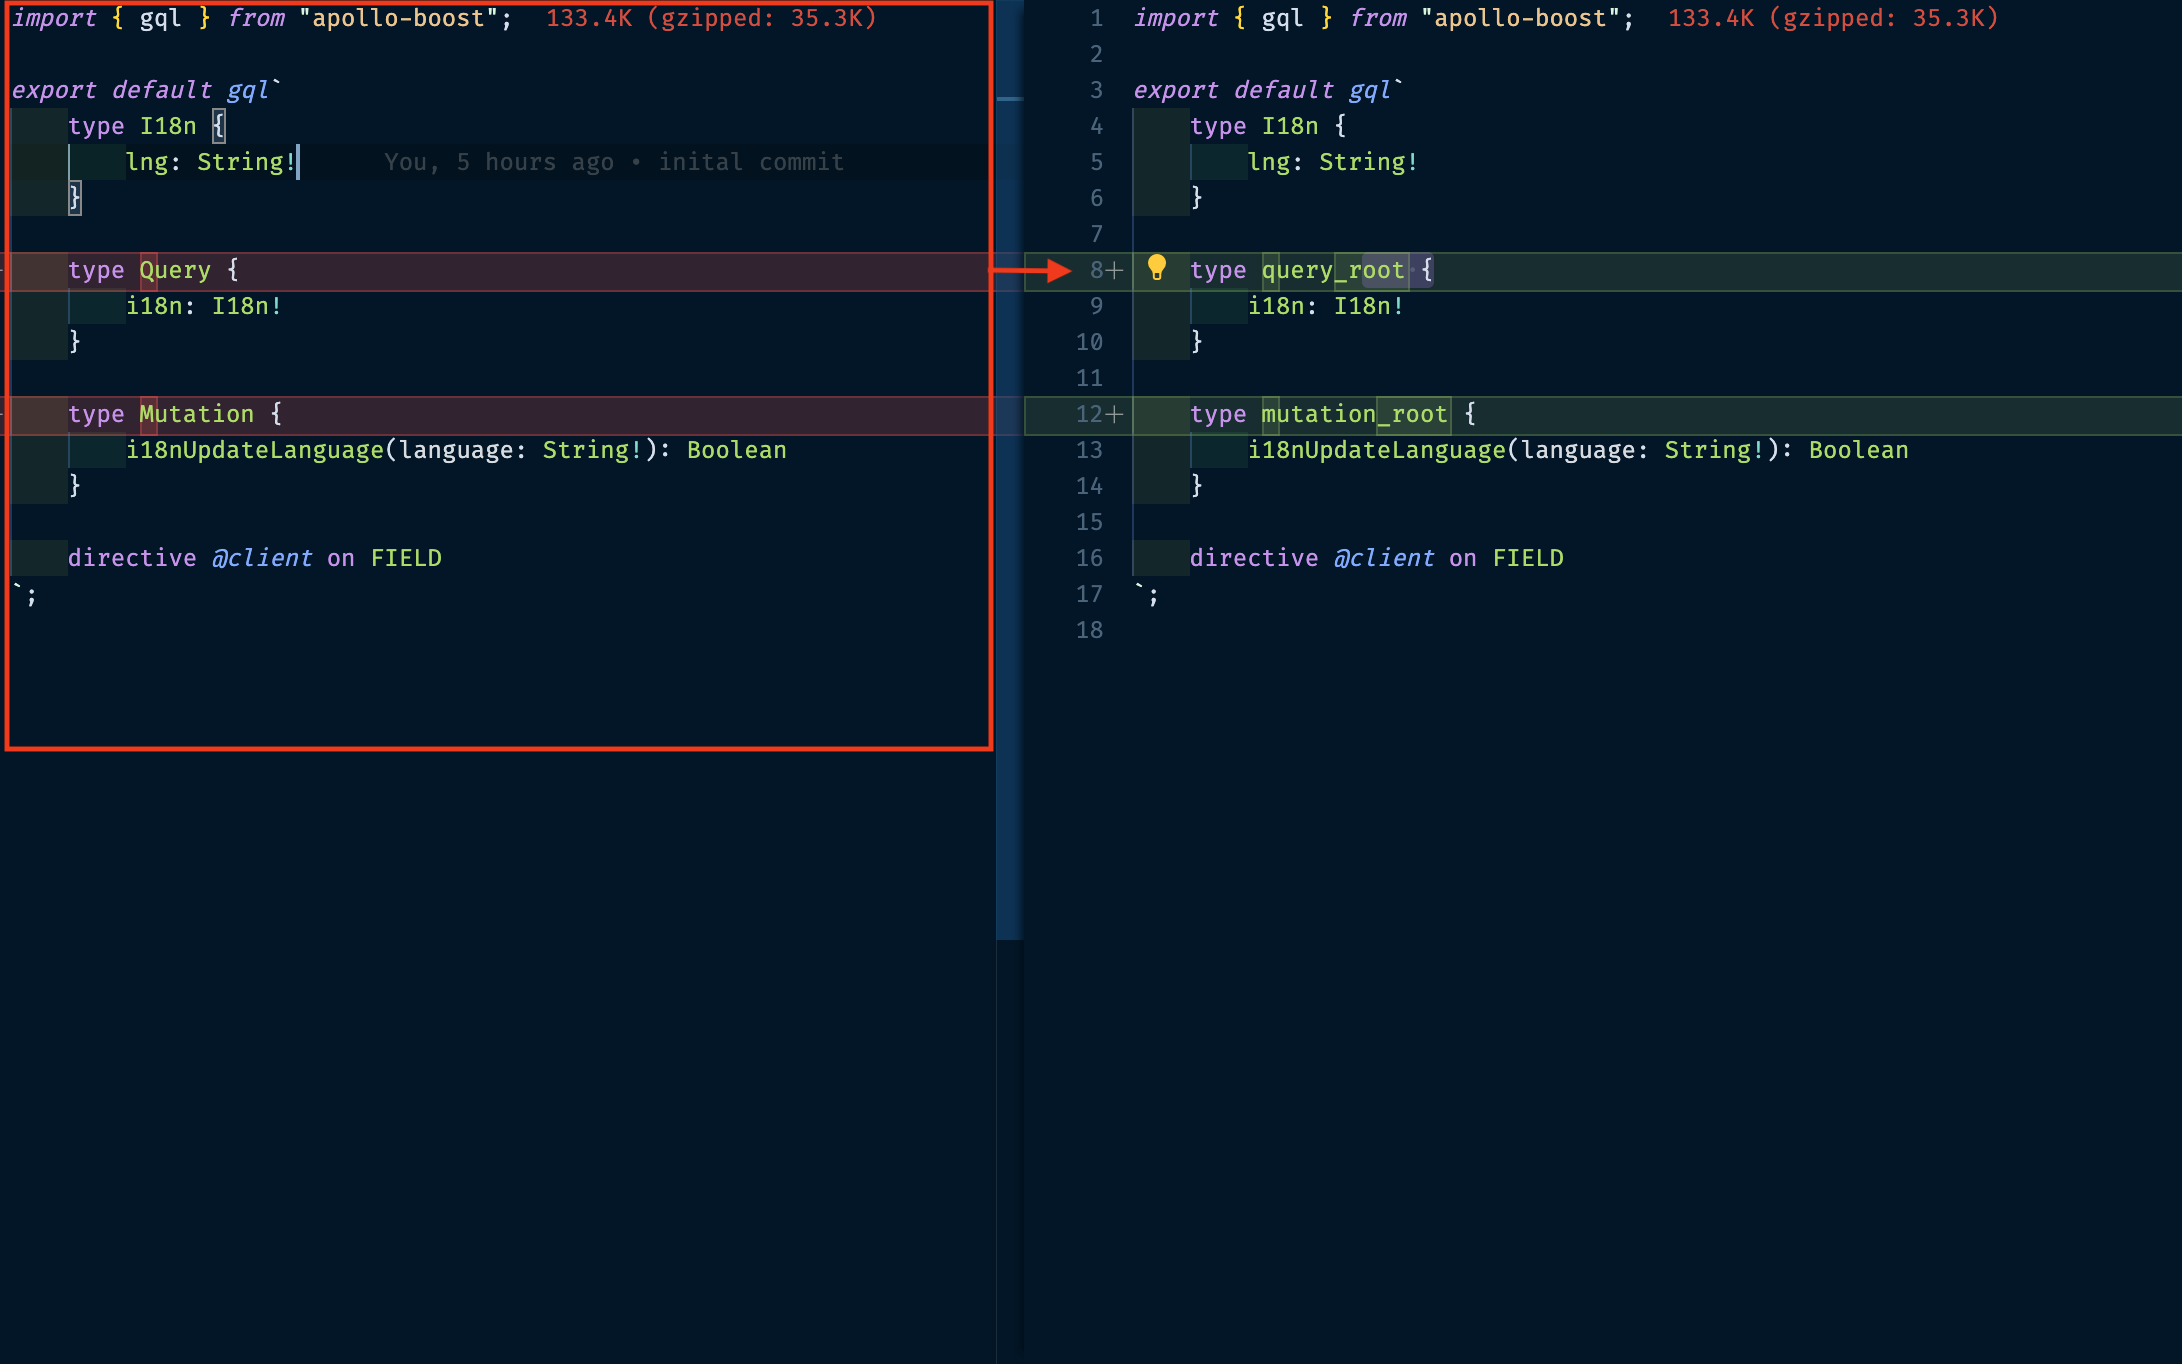 import { gql } from "apollo-boost"; 133.4K (gzipped: 35.3K)
export default gql`
type I18n {
lng: String! You, 5 hours ago • inital commit
}
type Query {
i18n: I18n!
}
type Mutation {
i18nUpdateLanguage(language: String!): Boolean
}
directive @client on FIELD
`;
1 import { gql } from "apollo-boost"; 133.4K (gzipped: 35.3K)
2
3 export default gql`
4 type I18n {
5 lng: String!
6 }
7
8+ type query_root {
9 i18n: I18n!
10 }
11
12+ type mutation_root {
13 i18nUpdateLanguage(language: String!): Boolean
14 }
15
16 directive @client on FIELD
17 `;
18